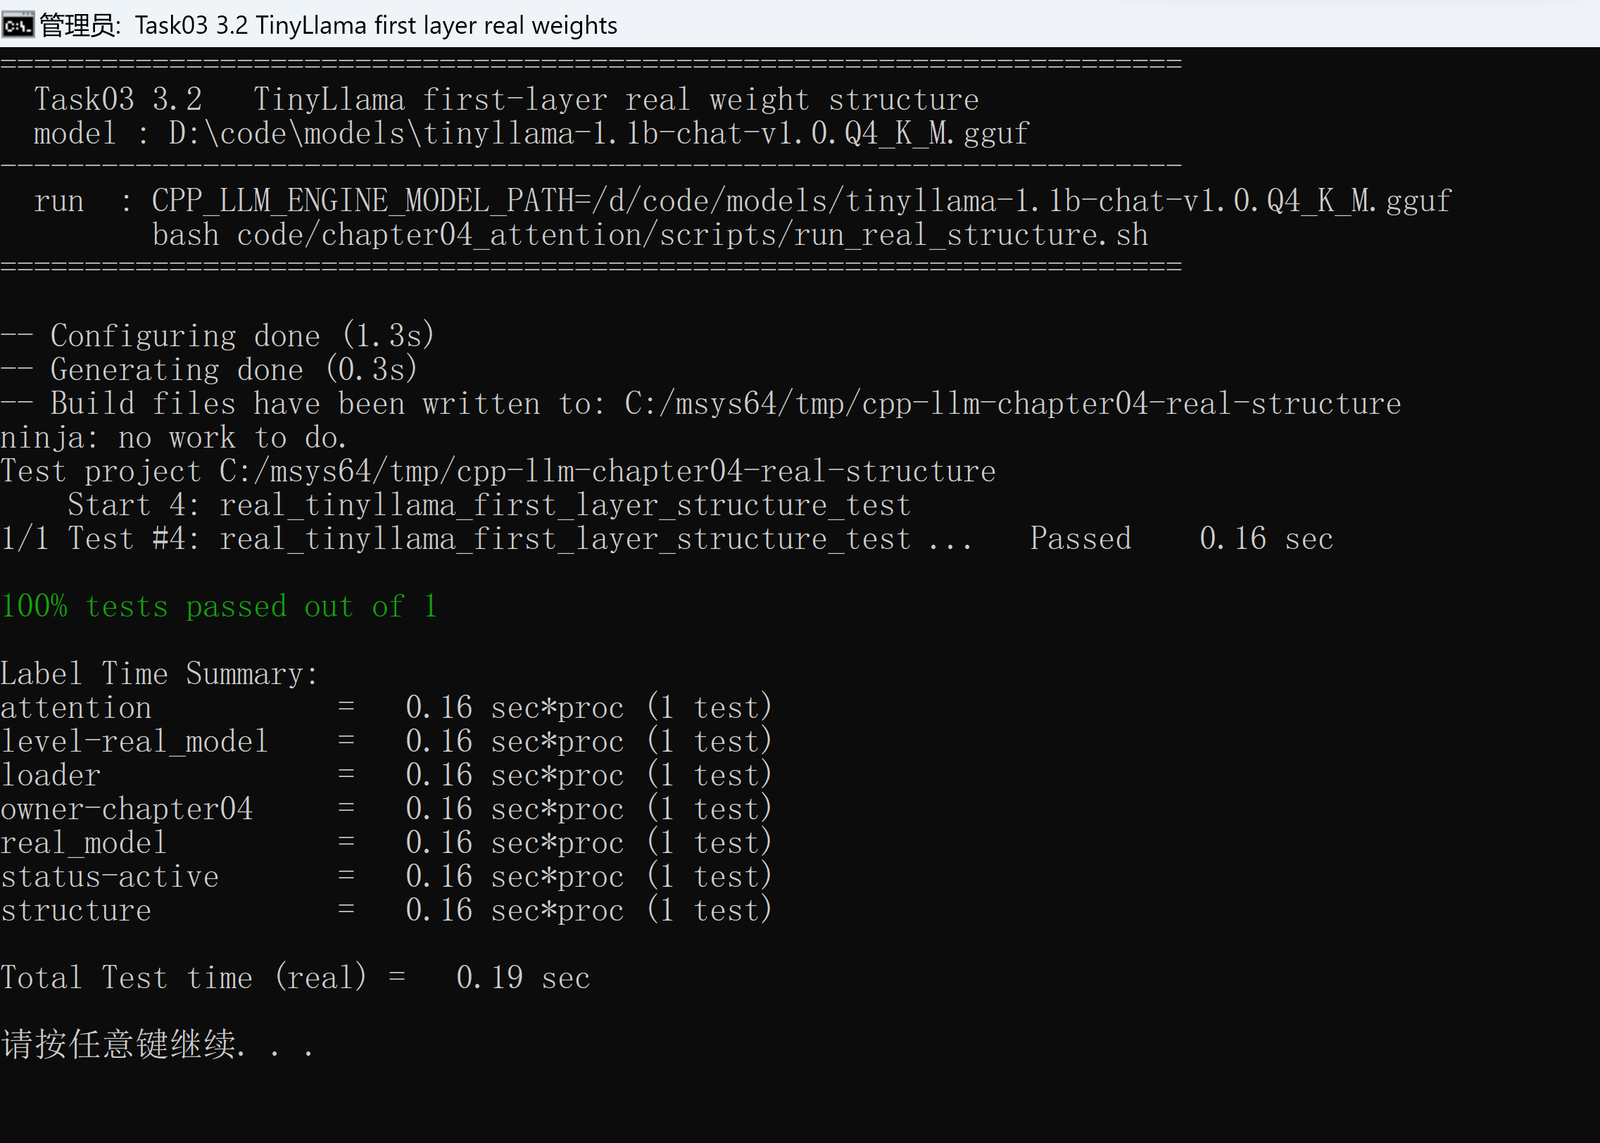 管理员: Task03 3.2 TinyLlama first layer real weights
======================================================================
Task03 3.2   TinyLlama first-layer real weight structure
model : D:\code\models\tinyllama-1.1b-chat-v1.0.Q4_K_M.gguf
----------------------------------------------------------------------
run  : CPP_LLM_ENGINE_MODEL_PATH=/d/code/models/tinyllama-1.1b-chat-v1.0.Q4_K_M.gguf
bash code/chapter04_attention/scripts/run_real_structure.sh
======================================================================
-- Configuring done (1.3s)
-- Generating done (0.3s)
-- Build files have been written to: C:/msys64/tmp/cpp-llm-chapter04-real-structure
ninja: no work to do.
Test project C:/msys64/tmp/cpp-llm-chapter04-real-structure
    Start 4: real_tinyllama_first_layer_structure_test
1/1 Test #4: real_tinyllama_first_layer_structure_test ...   Passed    0.16 sec
100% tests passed out of 1
Label Time Summary:
attention           =   0.16 sec*proc (1 test)
level-real_model    =   0.16 sec*proc (1 test)
loader              =   0.16 sec*proc (1 test)
owner-chapter04     =   0.16 sec*proc (1 test)
real_model          =   0.16 sec*proc (1 test)
status-active       =   0.16 sec*proc (1 test)
structure           =   0.16 sec*proc (1 test)
Total Test time (real) =   0.19 sec
请按任意键继续. . .